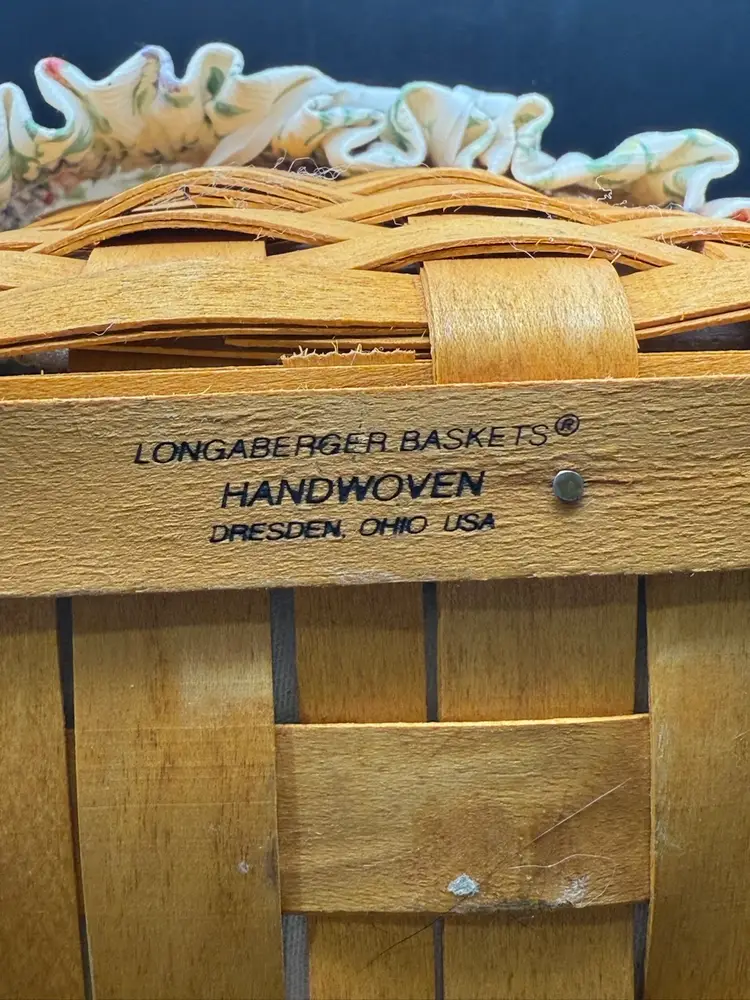 LONGABERGER BASKETS®
HANDWOVEN
DRESDEN, OHIO USA